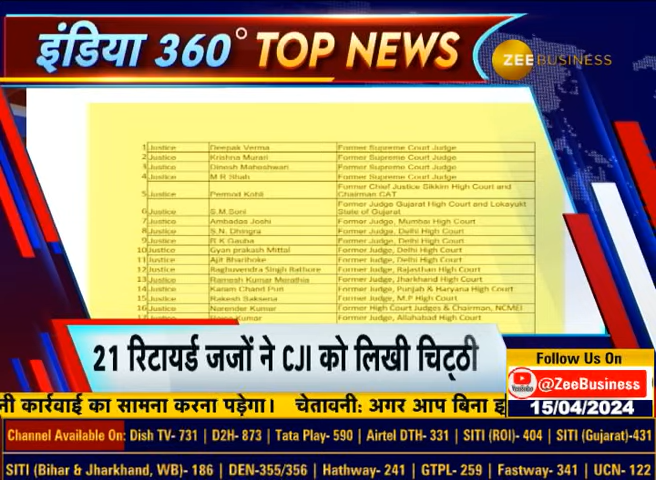 इंडिया 360° TOP NEWS
ZEE BUSINESS
1 Justice Deepak Verma Former Supreme Court Judge
2 Justice Krishna Murari Former Supreme Court Judge
3 Justice Dinesh Maheshwari Former Supreme Court Judge
4 Justice M R Shah Former Supreme Court Judge
5 Justice Permod Kohli Former Chief Justice Sikkim High Court and
Chairman CAT
6 Justice S.M.Soni Former Judge Gujarat High Court and Lokayukt
State of Gujarat
7 Justice Ambadas Joshi Former Judge, Mumbai High Court
8 Justice S.N. Dhingra Former Judge, Delhi High Court
9 Justice R K Gauba Former Judge, Delhi High Court
10 Justice Gyan prakash Mittal Former Judge, Delhi High Court
11 Justice Ajit Bharihoke Former Judge, Delhi High Court
12 Justice Raghuvendra Singh Rathore Former Judge, Rajasthan High Court
13 Justice Ramesh Kumar Merathia Former Judge, Jharkhand High Court
14 Justice Karam Chand Puri Former Judge, Punjab & Haryana High Court
15 Justice Rakesh Saksena Former Judge, M.P High Court
16 Justice Narender Kumar Former High Court Judges & Chairman, NCMEI
Kumar Former Judge, Allahabad High Court
21 रिटायर्ड जजों ने CJI को लिखी चिट्ठी
Follow Us On
YouTube @ZeeBusiness
15/04/2024
नी कार्रवाई का सामना करना पड़ेगा। चेतावनी: अगर आप बिना
Channel Available On: Dish TV- 731 | D2H- 873 | Tata Play- 590 | Airtel DTH- 331 | SITI (ROI)- 404 | SITI (Gujarat)-431
SITI (Bihar & Jharkhand, WB)- 186 | DEN-355/356 | Hathway- 241 | GTPL- 259 | Fastway- 341 | UCN- 122